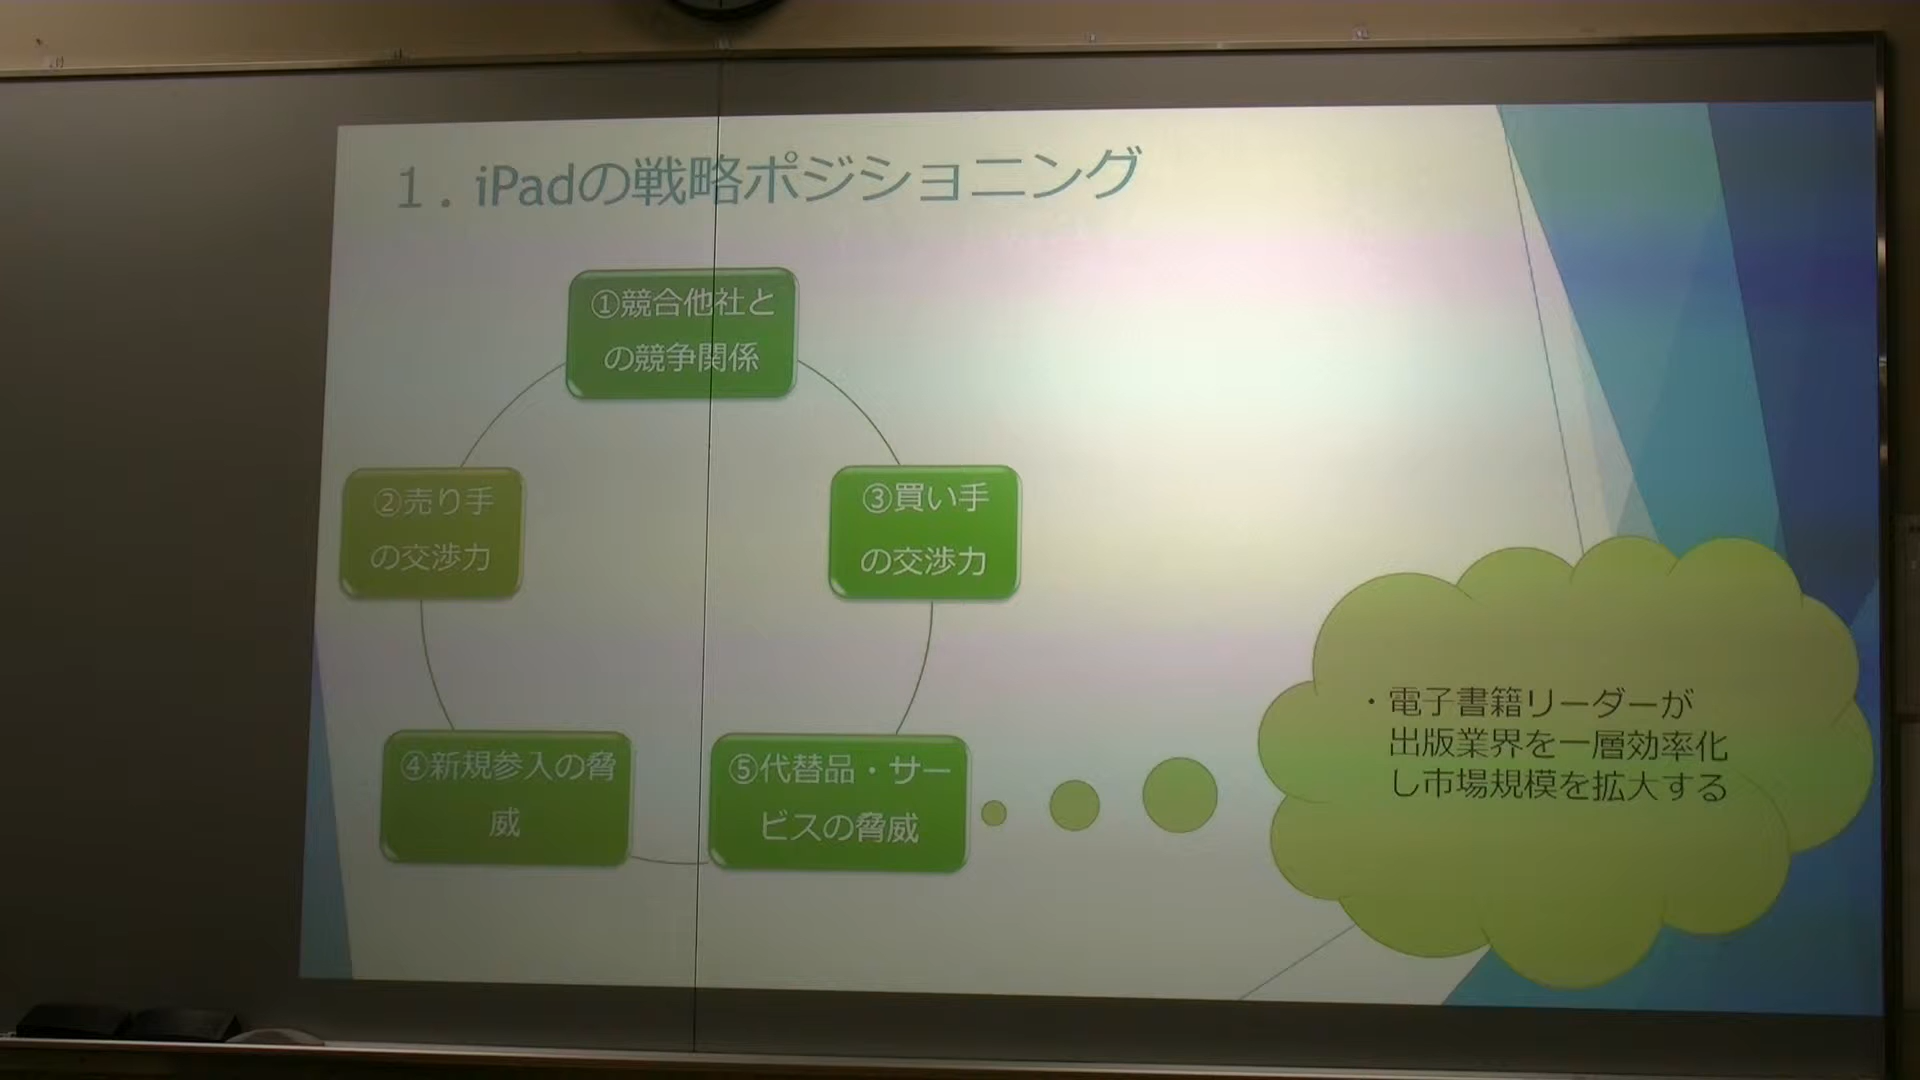 １．iPadの戦略ポジショニング
①競合他社と
の競争関係
②売り手
の交渉力
③買い手
の交渉力
④新規参入の脅
威
⑤代替品・サー
ビスの脅威
・電子書籍リーダーが
出版業界を一層効率化
し市場規模を拡大する